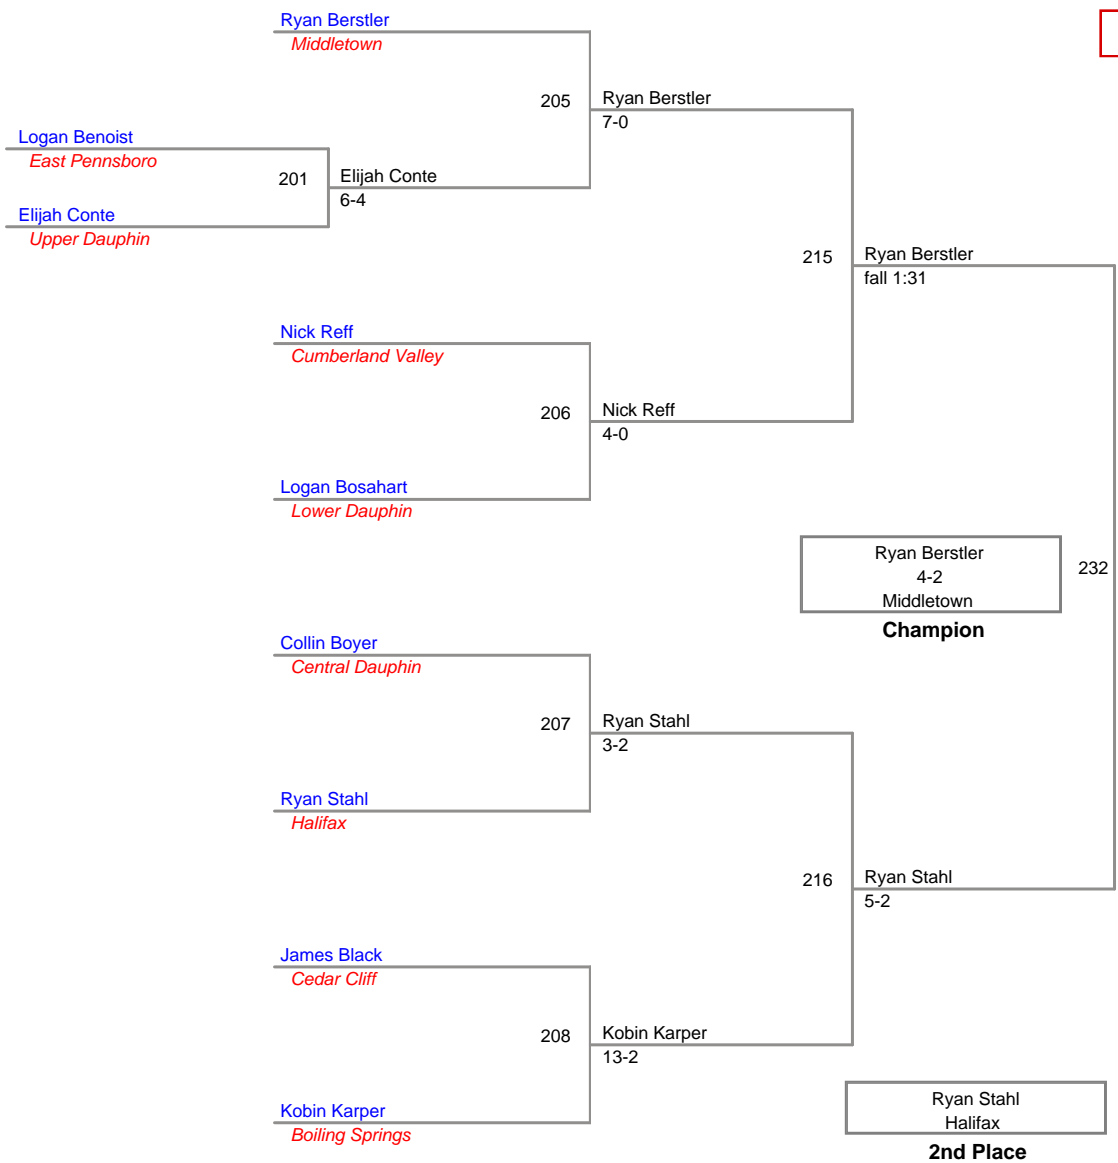 Ryan Berstler
Middletown
205
Ryan Berstler
7-0
Logan Benoist
East Pennsboro
201
Elijah Conte
6-4
Elijah Conte
Upper Dauphin
215
Ryan Berstler
fall 1:31
Nick Reff
Cumberland Valley
206
Nick Reff
4-0
Logan Bosahart
Lower Dauphin
Ryan Berstler
4-2
Middletown
232
Champion
Collin Boyer
Central Dauphin
207
Ryan Stahl
3-2
Ryan Stahl
Halifax
216
Ryan Stahl
5-2
James Black
Cedar Cliff
208
Kobin Karper
13-2
Kobin Karper
Boiling Springs
Ryan Stahl
Halifax
2nd Place